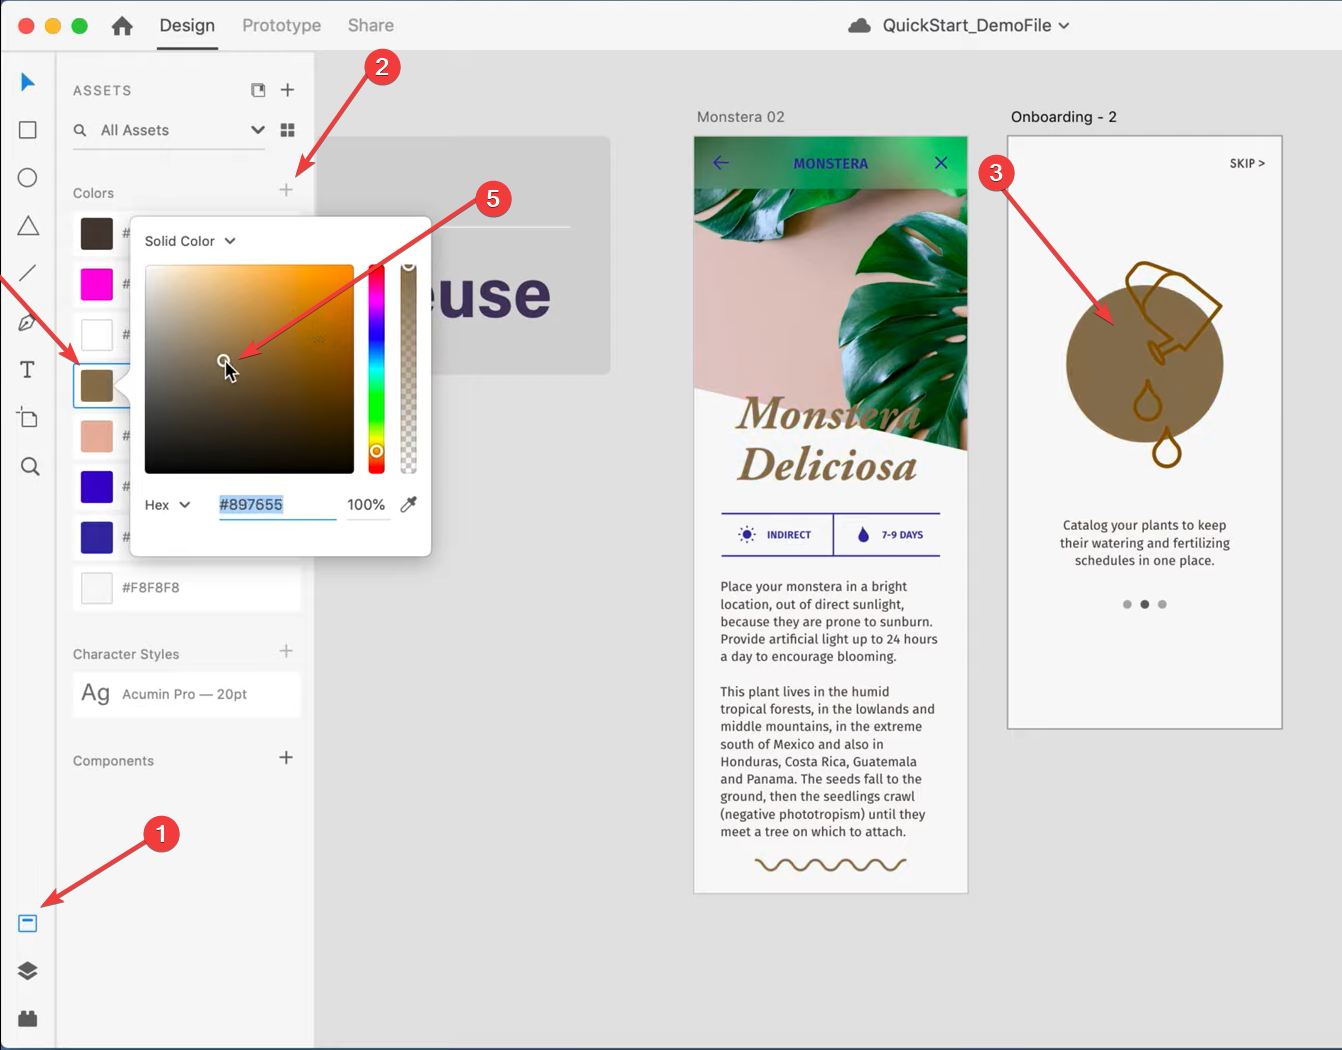 Design Prototype Share
QuickStart_DemoFile
2
ASSETS
All Assets
Colors
#
#
#
#
#
#
#F8F8F8
Character Styles
Ag Acumin Pro — 20pt
Components
1
Solid Color
5
Hex #897655 100%
euse
Monstera 02
MONSTERA
Monstera
Deliciosa
INDIRECT 7-9 DAYS
Place your monstera in a bright
location, out of direct sunlight,
because they are prone to sunburn.
Provide artificial light up to 24 hours
a day to encourage blooming.
This plant lives in the humid
tropical forests, in the lowlands and
middle mountains, in the extreme
south of Mexico and also in
Honduras, Costa Rica, Guatemala
and Panama. The seeds fall to the
ground, then the seedlings crawl
(negative phototropism) until they
meet a tree on which to attach.
Onboarding - 2
3
SKIP >
Catalog your plants to keep
their watering and fertilizing
schedules in one place.